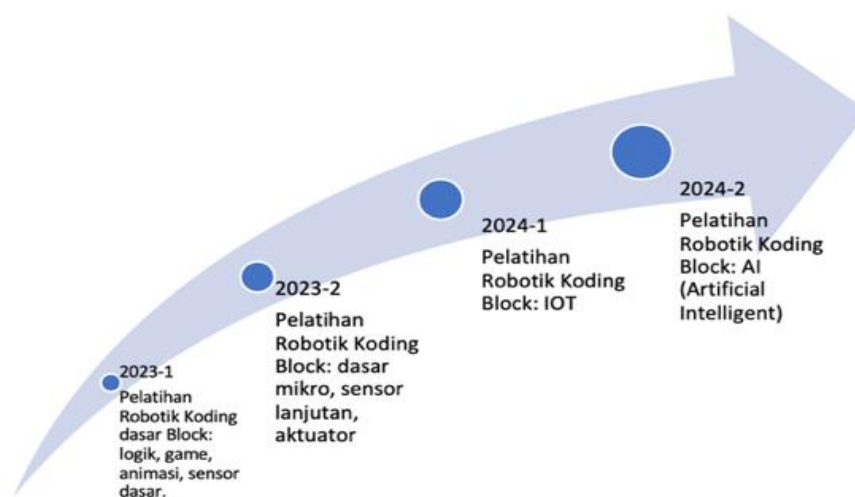 2023-1
Pelatihan
Robotik Koding
dasar Block:
logik, game,
animasi, sensor
dasar.
2023-2
Pelatihan
Robotik Koding
Block: dasar
mikro, sensor
lanjutan,
aktuator
2024-1
Pelatihan
Robotik Koding
Block: IOT
2024-2
Pelatihan
Robotik Koding
Block: AI
(Artificial
Intelligent)